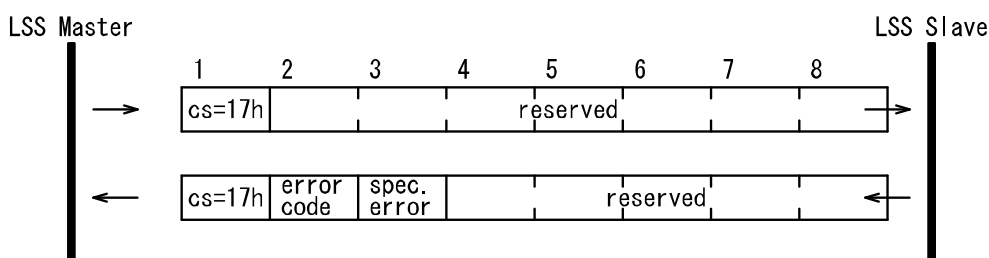 LSS Master
LSS Slave
1 2 3 4 5 6 7 8
cs=17h reserved
cs=17h error code spec. error reserved